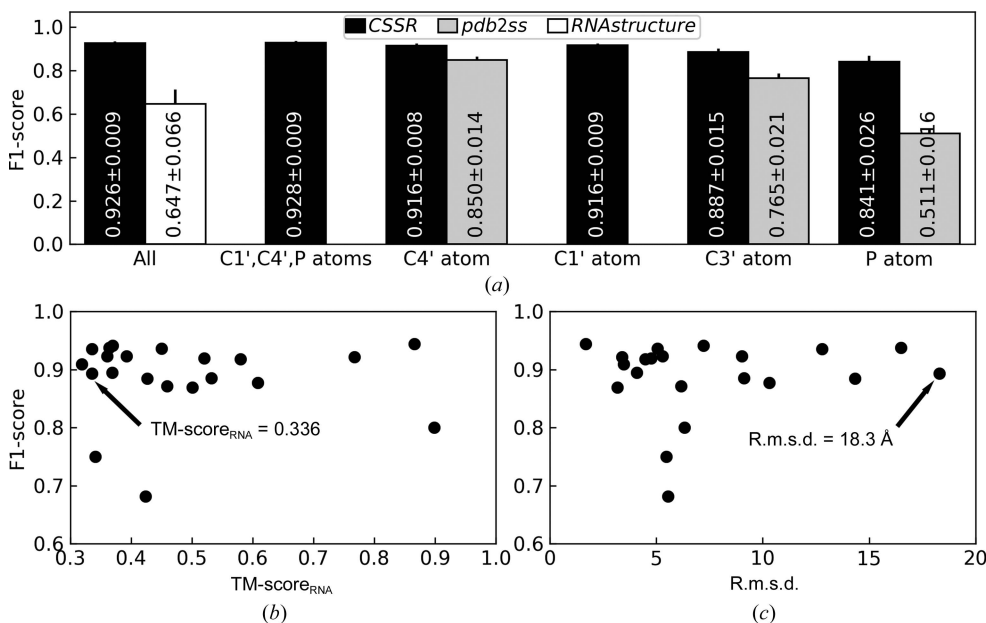 CSSR pdb2ss RNAstructure
F1-score
1.0
0.8
0.6
0.4
0.2
0.0
0.926±0.009
0.647±0.066
0.928±0.009
0.916±0.008
0.850±0.014
0.916±0.009
0.887±0.015
0.765±0.021
0.841±0.026
0.511±0.016
All C1',C4',P atoms C4' atom C1' atom C3' atom P atom
(a)
F1-score
1.0
0.9
0.8
0.7
0.6
TM-scoreRNA = 0.336
0.3 0.4 0.5 0.6 0.7 0.8 0.9 1.0
TM-scoreRNA
(b)
1.0
0.9
0.8
0.7
0.6
R.m.s.d. = 18.3 Å
0 5 10 15 20
R.m.s.d.
(c)